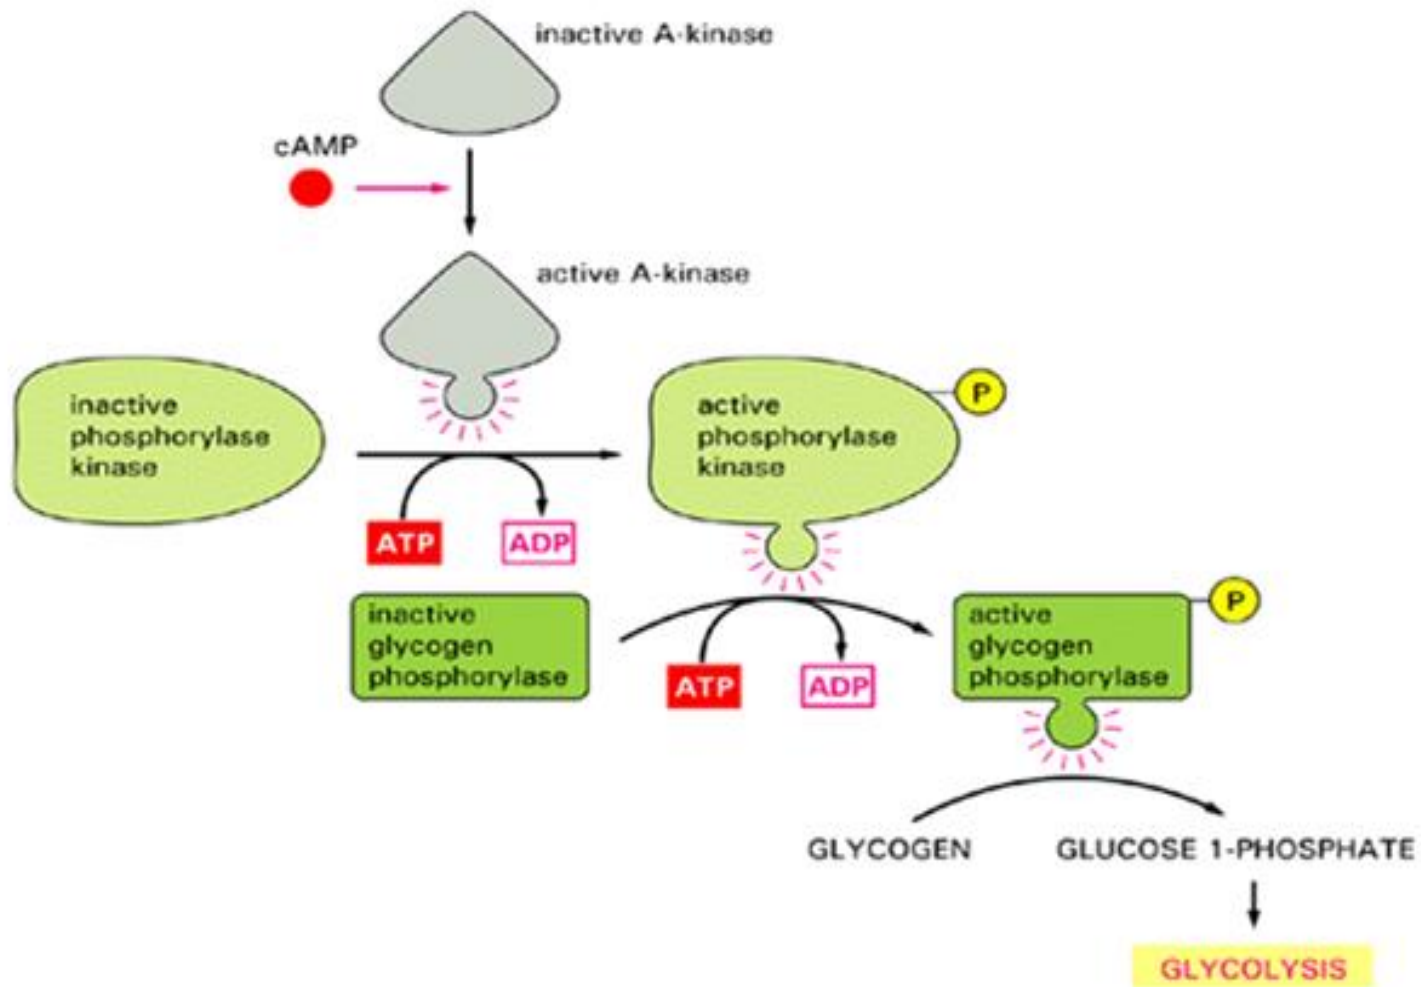 inactive A-kinase
cAMP
active A-kinase
inactive
phosphorylase
kinase
active
phosphorylase
kinase
P
ATP
ADP
inactive
glycogen
phosphorylase
ATP
ADP
active
glycogen
phosphorylase
P
GLYCOGEN
GLUCOSE 1-PHOSPHATE
GLYCOLYSIS